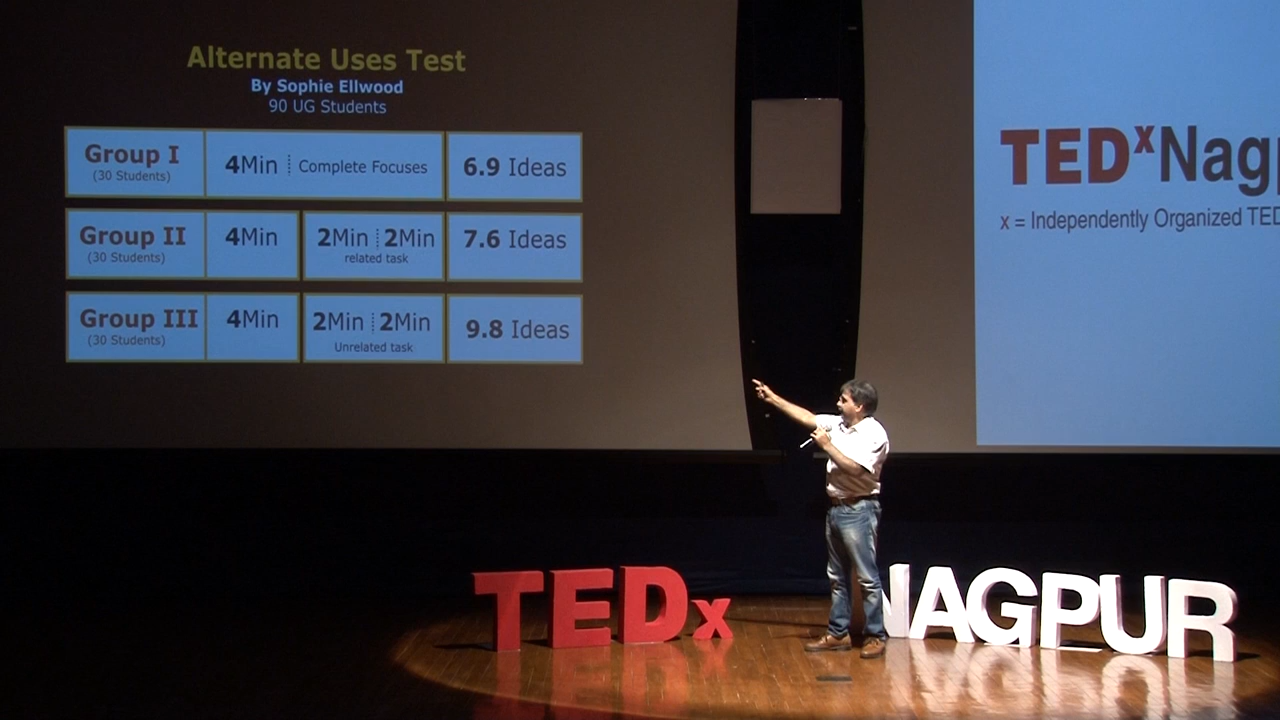 Alternate Uses Test
By Sophie Ellwood
90 UG Students
Group I
(30 Students)
4Min Complete Focuses
6.9 Ideas
Group II
(30 Students)
4Min
2Min 2Min
related task
7.6 Ideas
Group III
(30 Students)
4Min
2Min 2Min
Unrelated task
9.8 Ideas
TEDxNagp
x = Independently Organized TED
TEDx NAGPUR